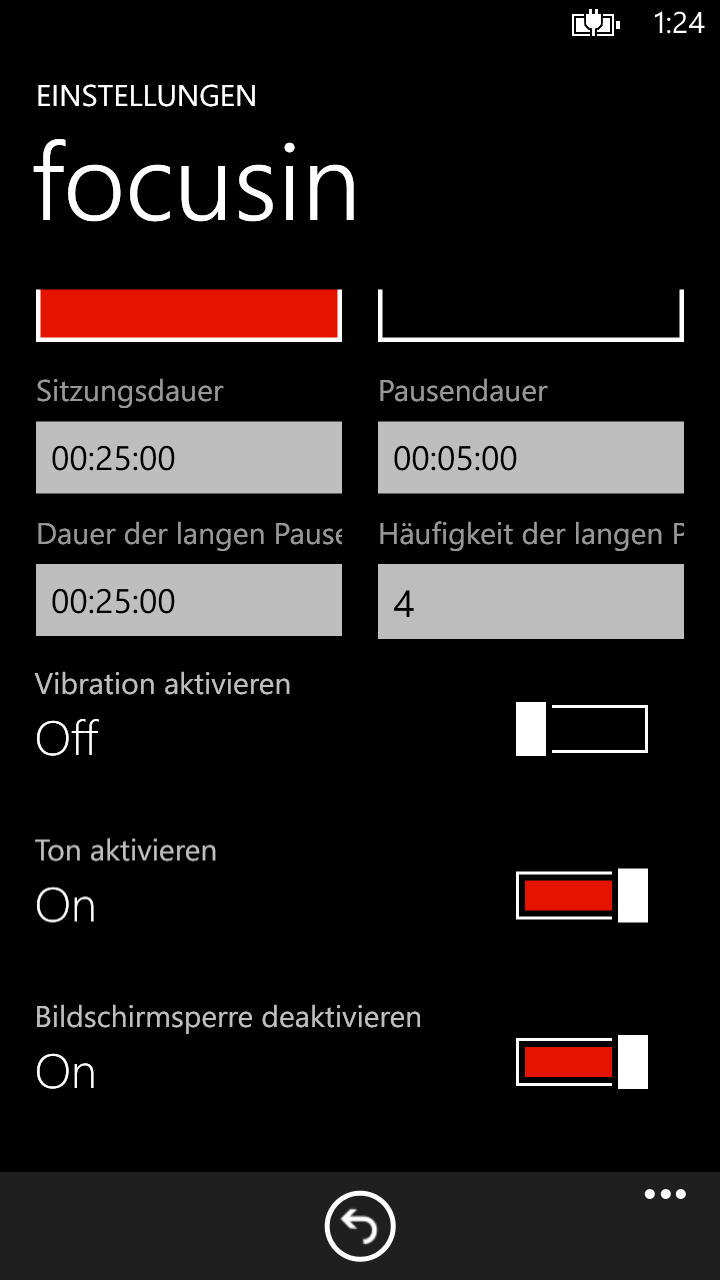 1:24
EINSTELLUNGEN
focusin
Sitzungsdauer
Pausendauer
00:25:00
00:05:00
Dauer der langen Pause
Häufigkeit der langen P
00:25:00
4
Vibration aktivieren
Off
Ton aktivieren
On
Bildschirmsperre deaktivieren
On